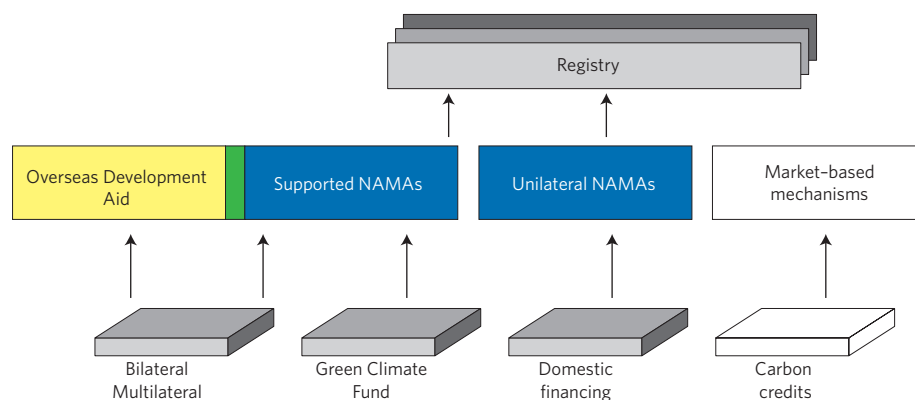 Registry
Overseas Development
Aid
Supported NAMAs
Unilateral NAMAs
Market-based
mechanisms
Bilateral
Multilateral
Green Climate
Fund
Domestic
financing
Carbon
credits